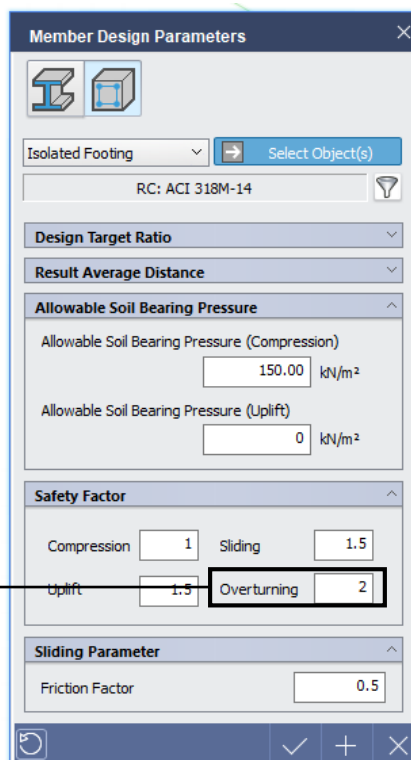 Member Design Parameters
Isolated Footing Select Object(s)
RC: ACI 318M-14
Design Target Ratio
Result Average Distance
Allowable Soil Bearing Pressure
Allowable Soil Bearing Pressure (Compression)
150.00 kN/m²
Allowable Soil Bearing Pressure (Uplift)
0 kN/m²
Safety Factor
Compression 1 Sliding 1.5
Uplift 1.5 Overturning 2
Sliding Parameter
Friction Factor 0.5